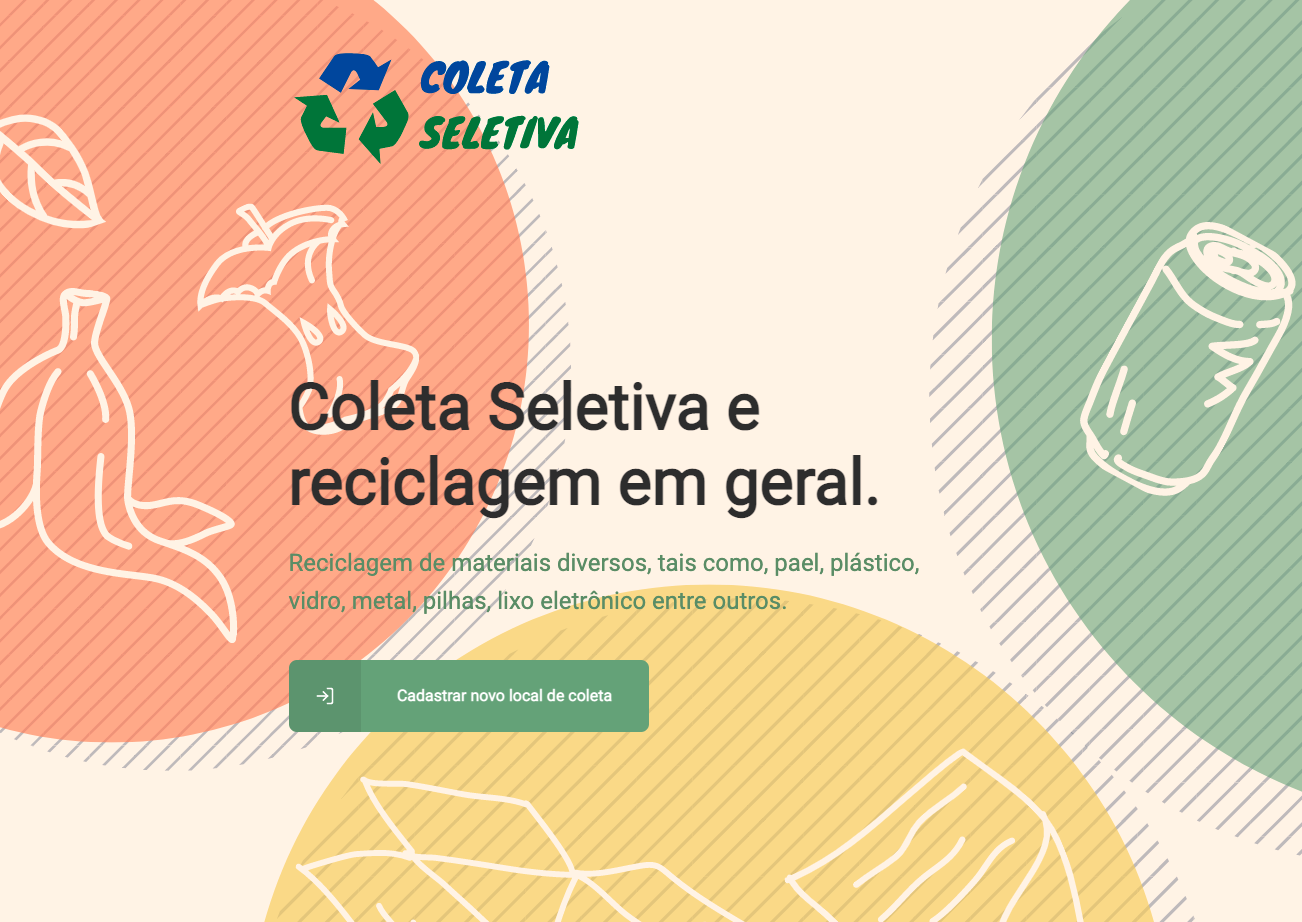 COLETA
SELETIVA
Coleta Seletiva e
reciclagem em geral.
Reciclagem de materiais diversos, tais como, pael, plástico,
vidro, metal, pilhas, lixo eletrônico entre outros.
Cadastrar novo local de coleta